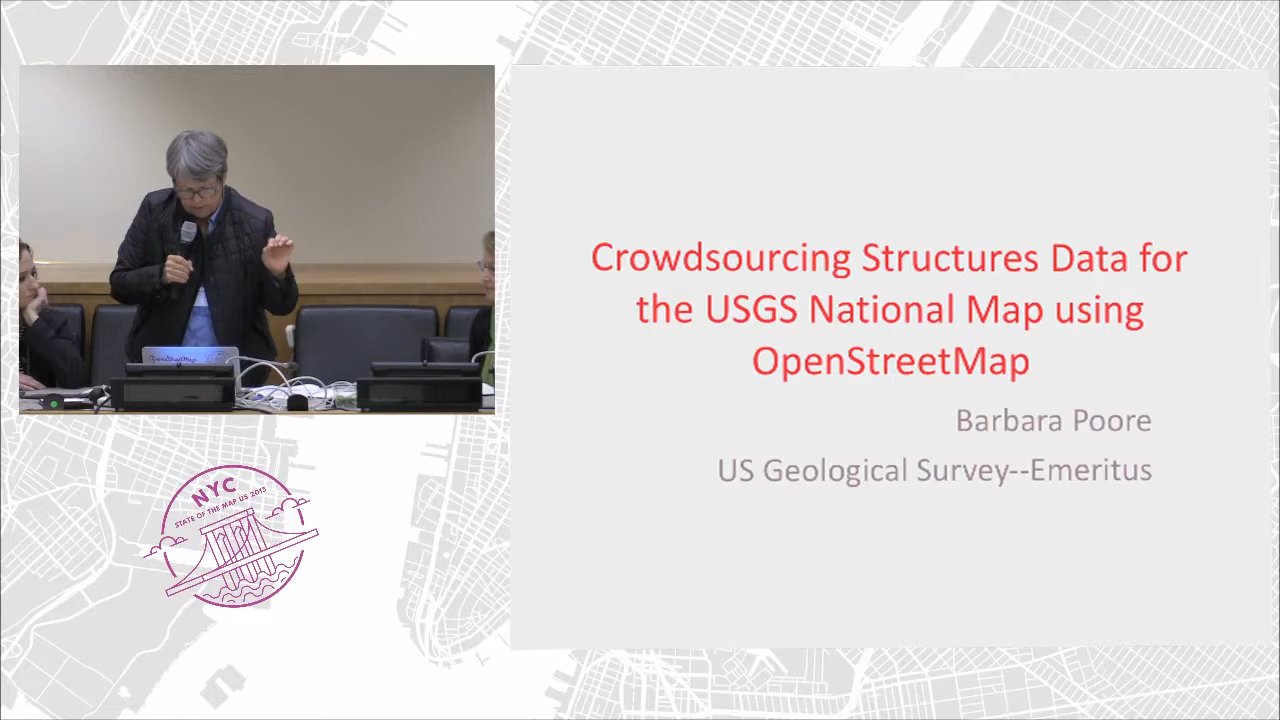 Crowdsourcing Structures Data for
the USGS National Map using
OpenStreetMap
Barbara Poore
US Geological Survey--Emeritus
OpenStreetMap
NYC
STATE OF THE MAP US 2015